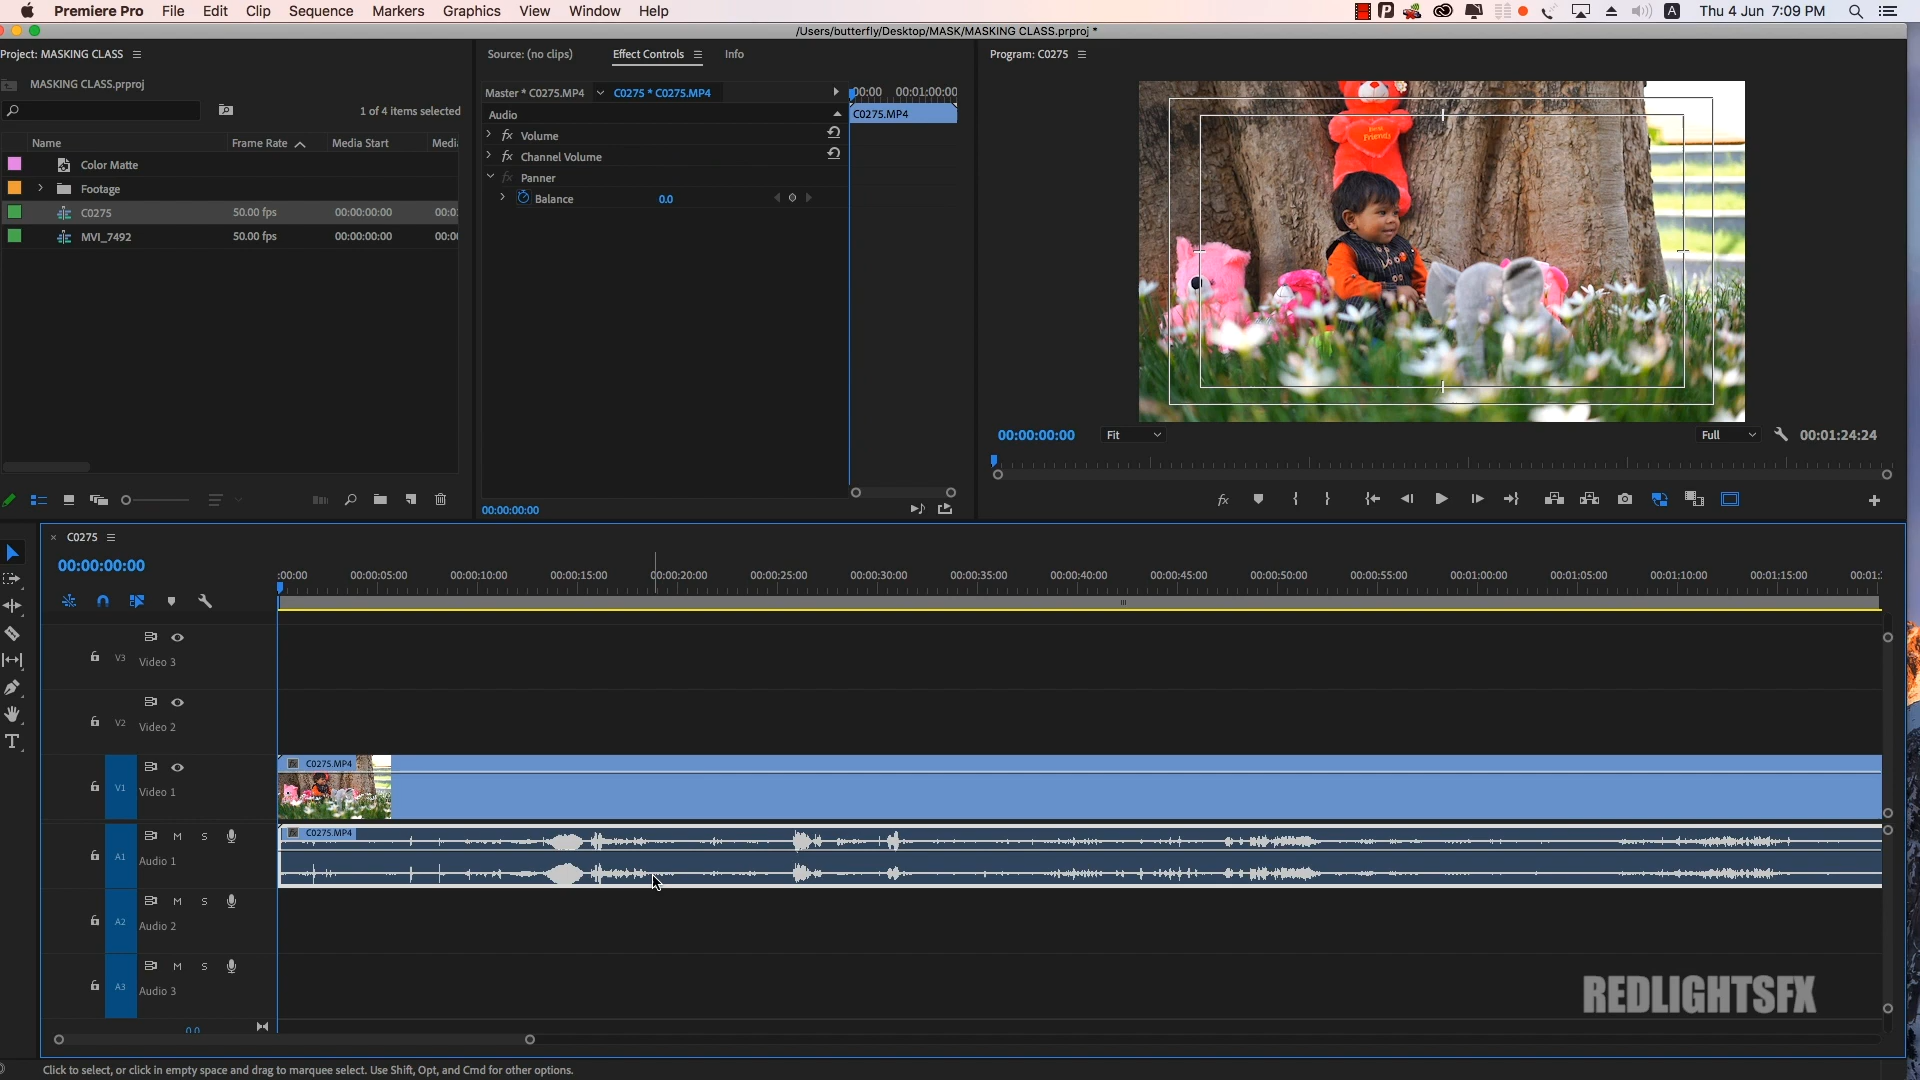 Premiere Pro File Edit Clip Sequence Markers Graphics View Window Help
A Thu 4 Jun 7:09 PM
/Users/butterfly/Desktop/MASK/MASKING CLASS.prproj *
Project: MASKING CLASS
MASKING CLASS.prproj
1 of 4 items selected
Name Frame Rate Media Start
Color Matte
Footage
C0275 50.00 fps 00:00:00:00
MVI_7492 50.00 fps 00:00:00:00
Source: (no clips) Effect Controls Info
Master * C0275.MP4 C0275 * C0275.MP4
00:01:00:00
C0275.MP4
Audio
fx Volume
fx Channel Volume
fx Panner
Balance 0.0
00:00:00:00
Program: C0275
Best
Friends
00:00:00:00 Fit Full 00:01:24:24
fx
C0275
00:00:00:00
:00:00 00:00:05:00 00:00:10:00 00:00:15:00 00:00:20:00 00:00:25:00 00:00:30:00 00:00:35:00 00:00:40:00 00:00:45:00 00:00:50:00 00:00:55:00 00:01:00:00 00:01:05:00 00:01:10:00 00:01:15:00
V3 Video 3
V2 Video 2
V1 Video 1
fx C0275.MP4
A1 M S Audio 1
fx C0275.MP4
A2 M S Audio 2
A3 M S Audio 3
0.0
REDLIGHTSFX
Click to select, or click in empty space and drag to marquee select. Use Shift, Opt, and Cmd for other options.